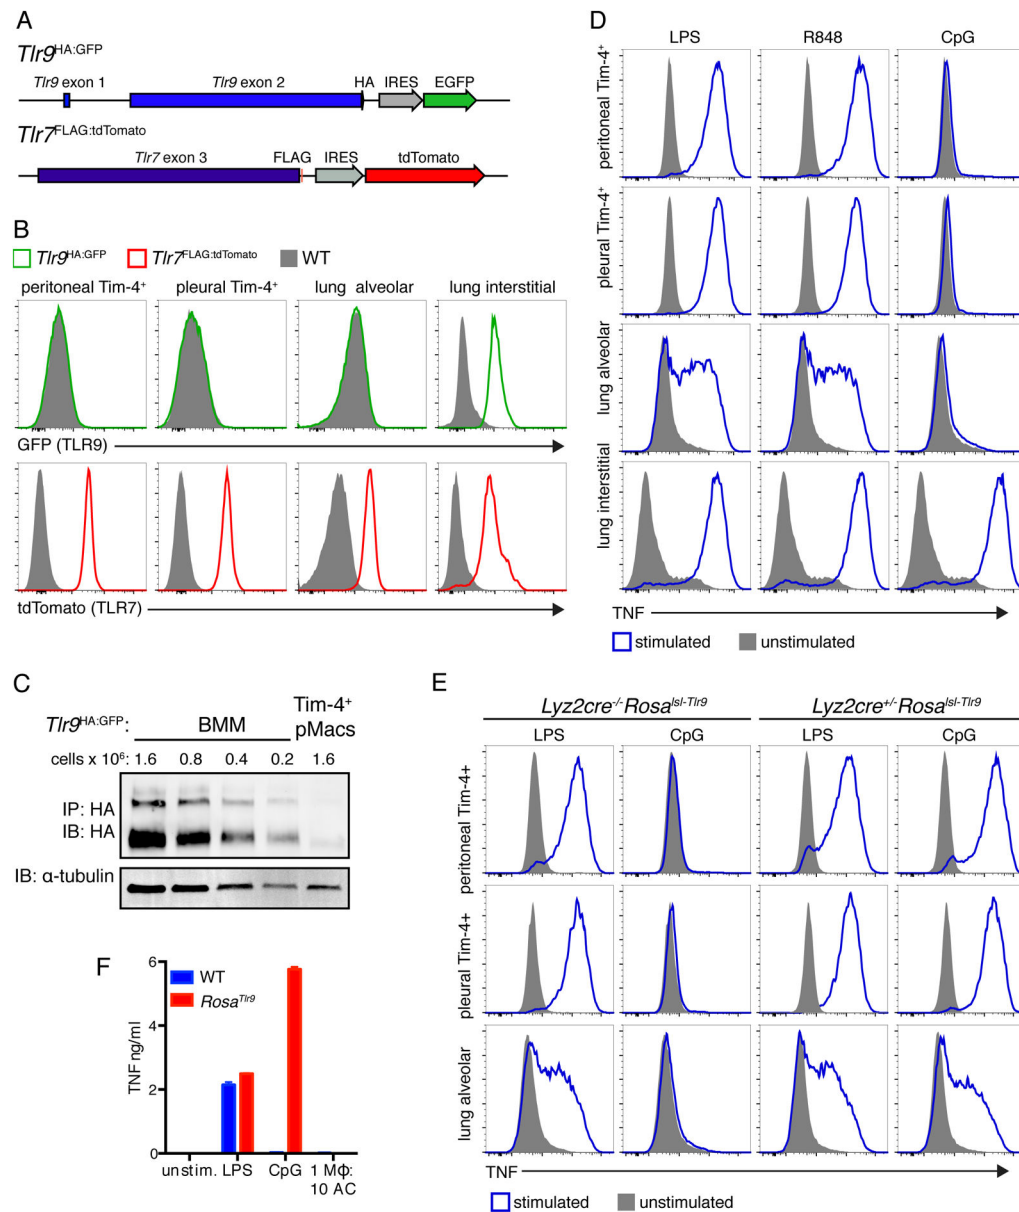 A
Tlr9HA:GFP
Tlr9 exon 1
Tlr9 exon 2
HA
IRES
EGFP
Tlr7FLAG:tdTomato
Tlr7 exon 3
FLAG
IRES
tdTomato
B
Tlr9HA:GFP
Tlr7FLAG:tdTomato
WT
peritoneal Tim-4+
pleural Tim-4+
lung alveolar
lung interstitial
GFP (TLR9)
tdTomato (TLR7)
C
Tlr9HA:GFP:
BMM
Tim-4+
pMacs
cells x 106:
1.6
0.8
0.4
0.2
1.6
IP: HA
IB: HA
IB: α-tubulin
D
LPS
R848
CpG
peritoneal Tim-4+
pleural Tim-4+
lung alveolar
lung interstitial
TNF
stimulated
unstimulated
E
Lyz2cre-/-Rosalsl-Tlr9
Lyz2cre+/-Rosalsl-Tlr9
LPS
CpG
LPS
CpG
peritoneal Tim-4+
pleural Tim-4+
lung alveolar
TNF
stimulated
unstimulated
F
WT
RosaTlr9
TNF ng/ml
6
4
2
0
unstim.
LPS
CpG
1 Mϕ:
10 AC